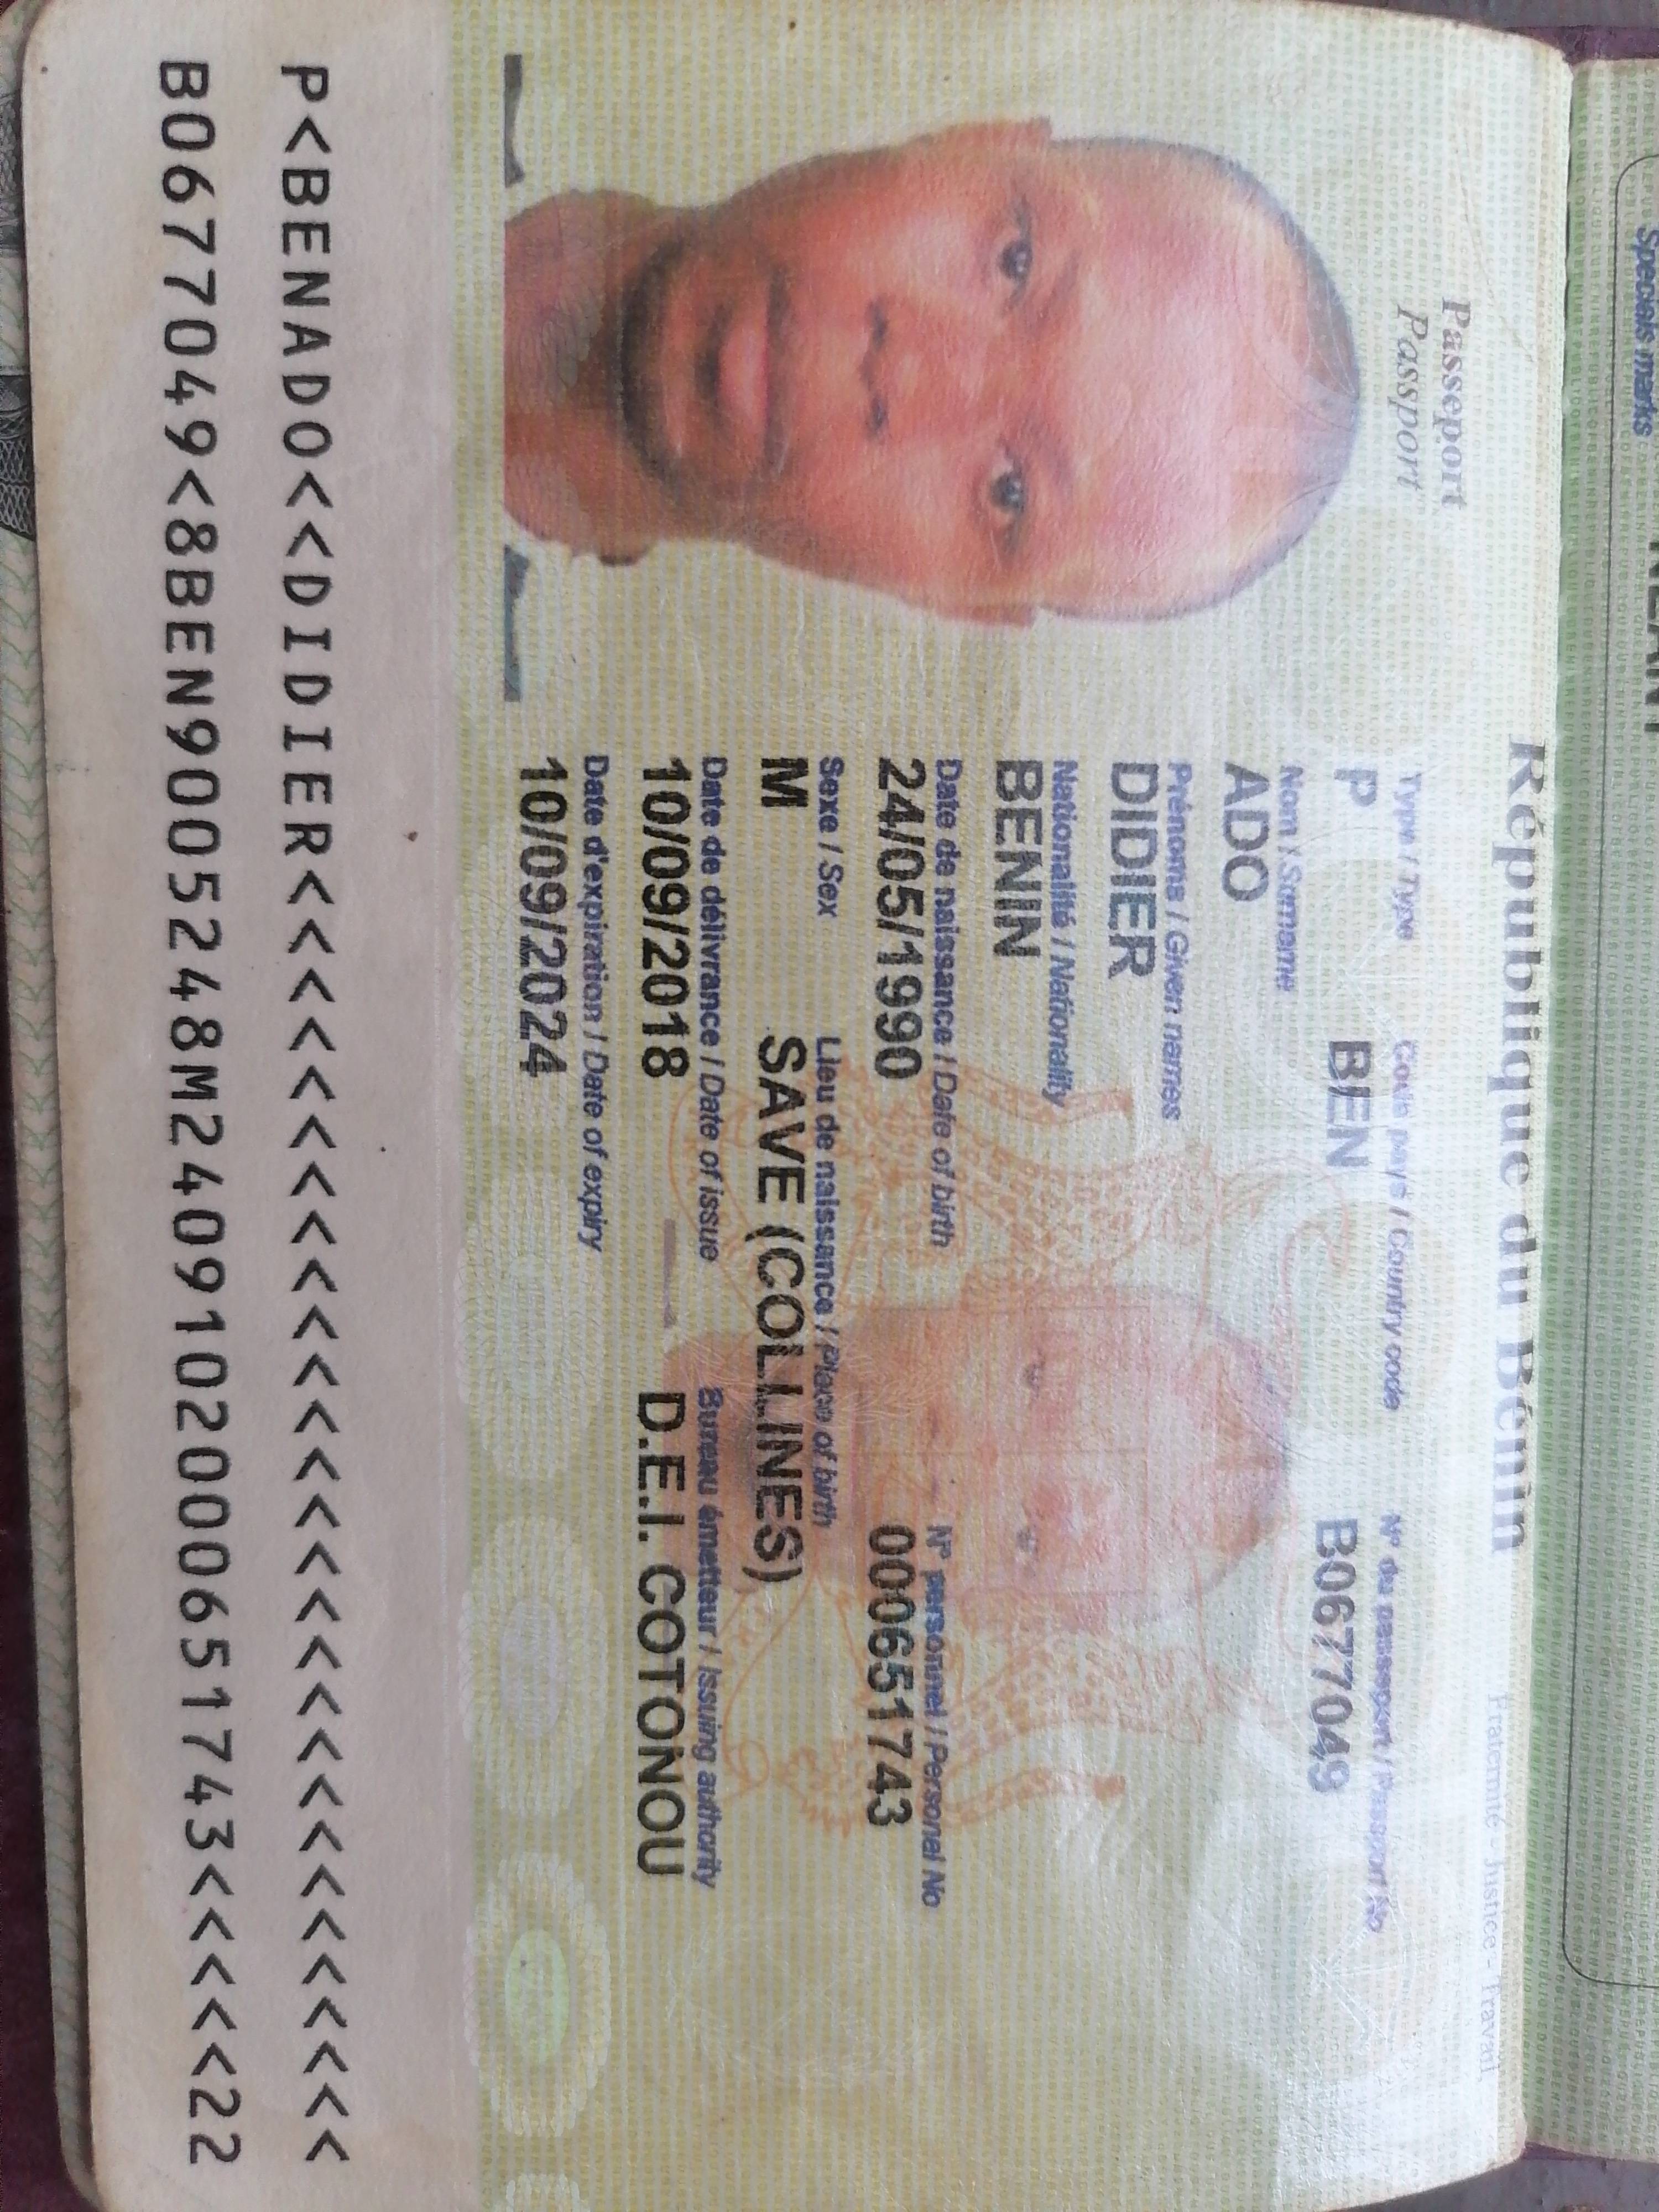 Specials marks
République du Bénin
Fraternité - Justice - Travail
Passeport
Passport
Type / Type
Code pays / Country code
N° du passeport / Passport No
P
BEN
B0677049
Nom / Surname
ADO
Prénoms / Given names
DIDIER
Nationalité / Nationality
BENIN
Date de naissance / Date of birth
N° personnel / Personal No
24/05/1990
00065174​3
Sexe / Sex
Lieu de naissance / Place of birth
M
SAVE (COLLINES)
Date de délivrance / Date of issue
Bureau émetteur / Issuing authority
10/09/2018
D.E.I. COTONOU
Date d'expiration / Date of expiry
10/09/2024
P<BENADO<<DIDIER<<<<<<<<<<<<<<<<<<<<<<<<<<<<
B0677049<8BEN9005248M2409102000651743<<<<<22